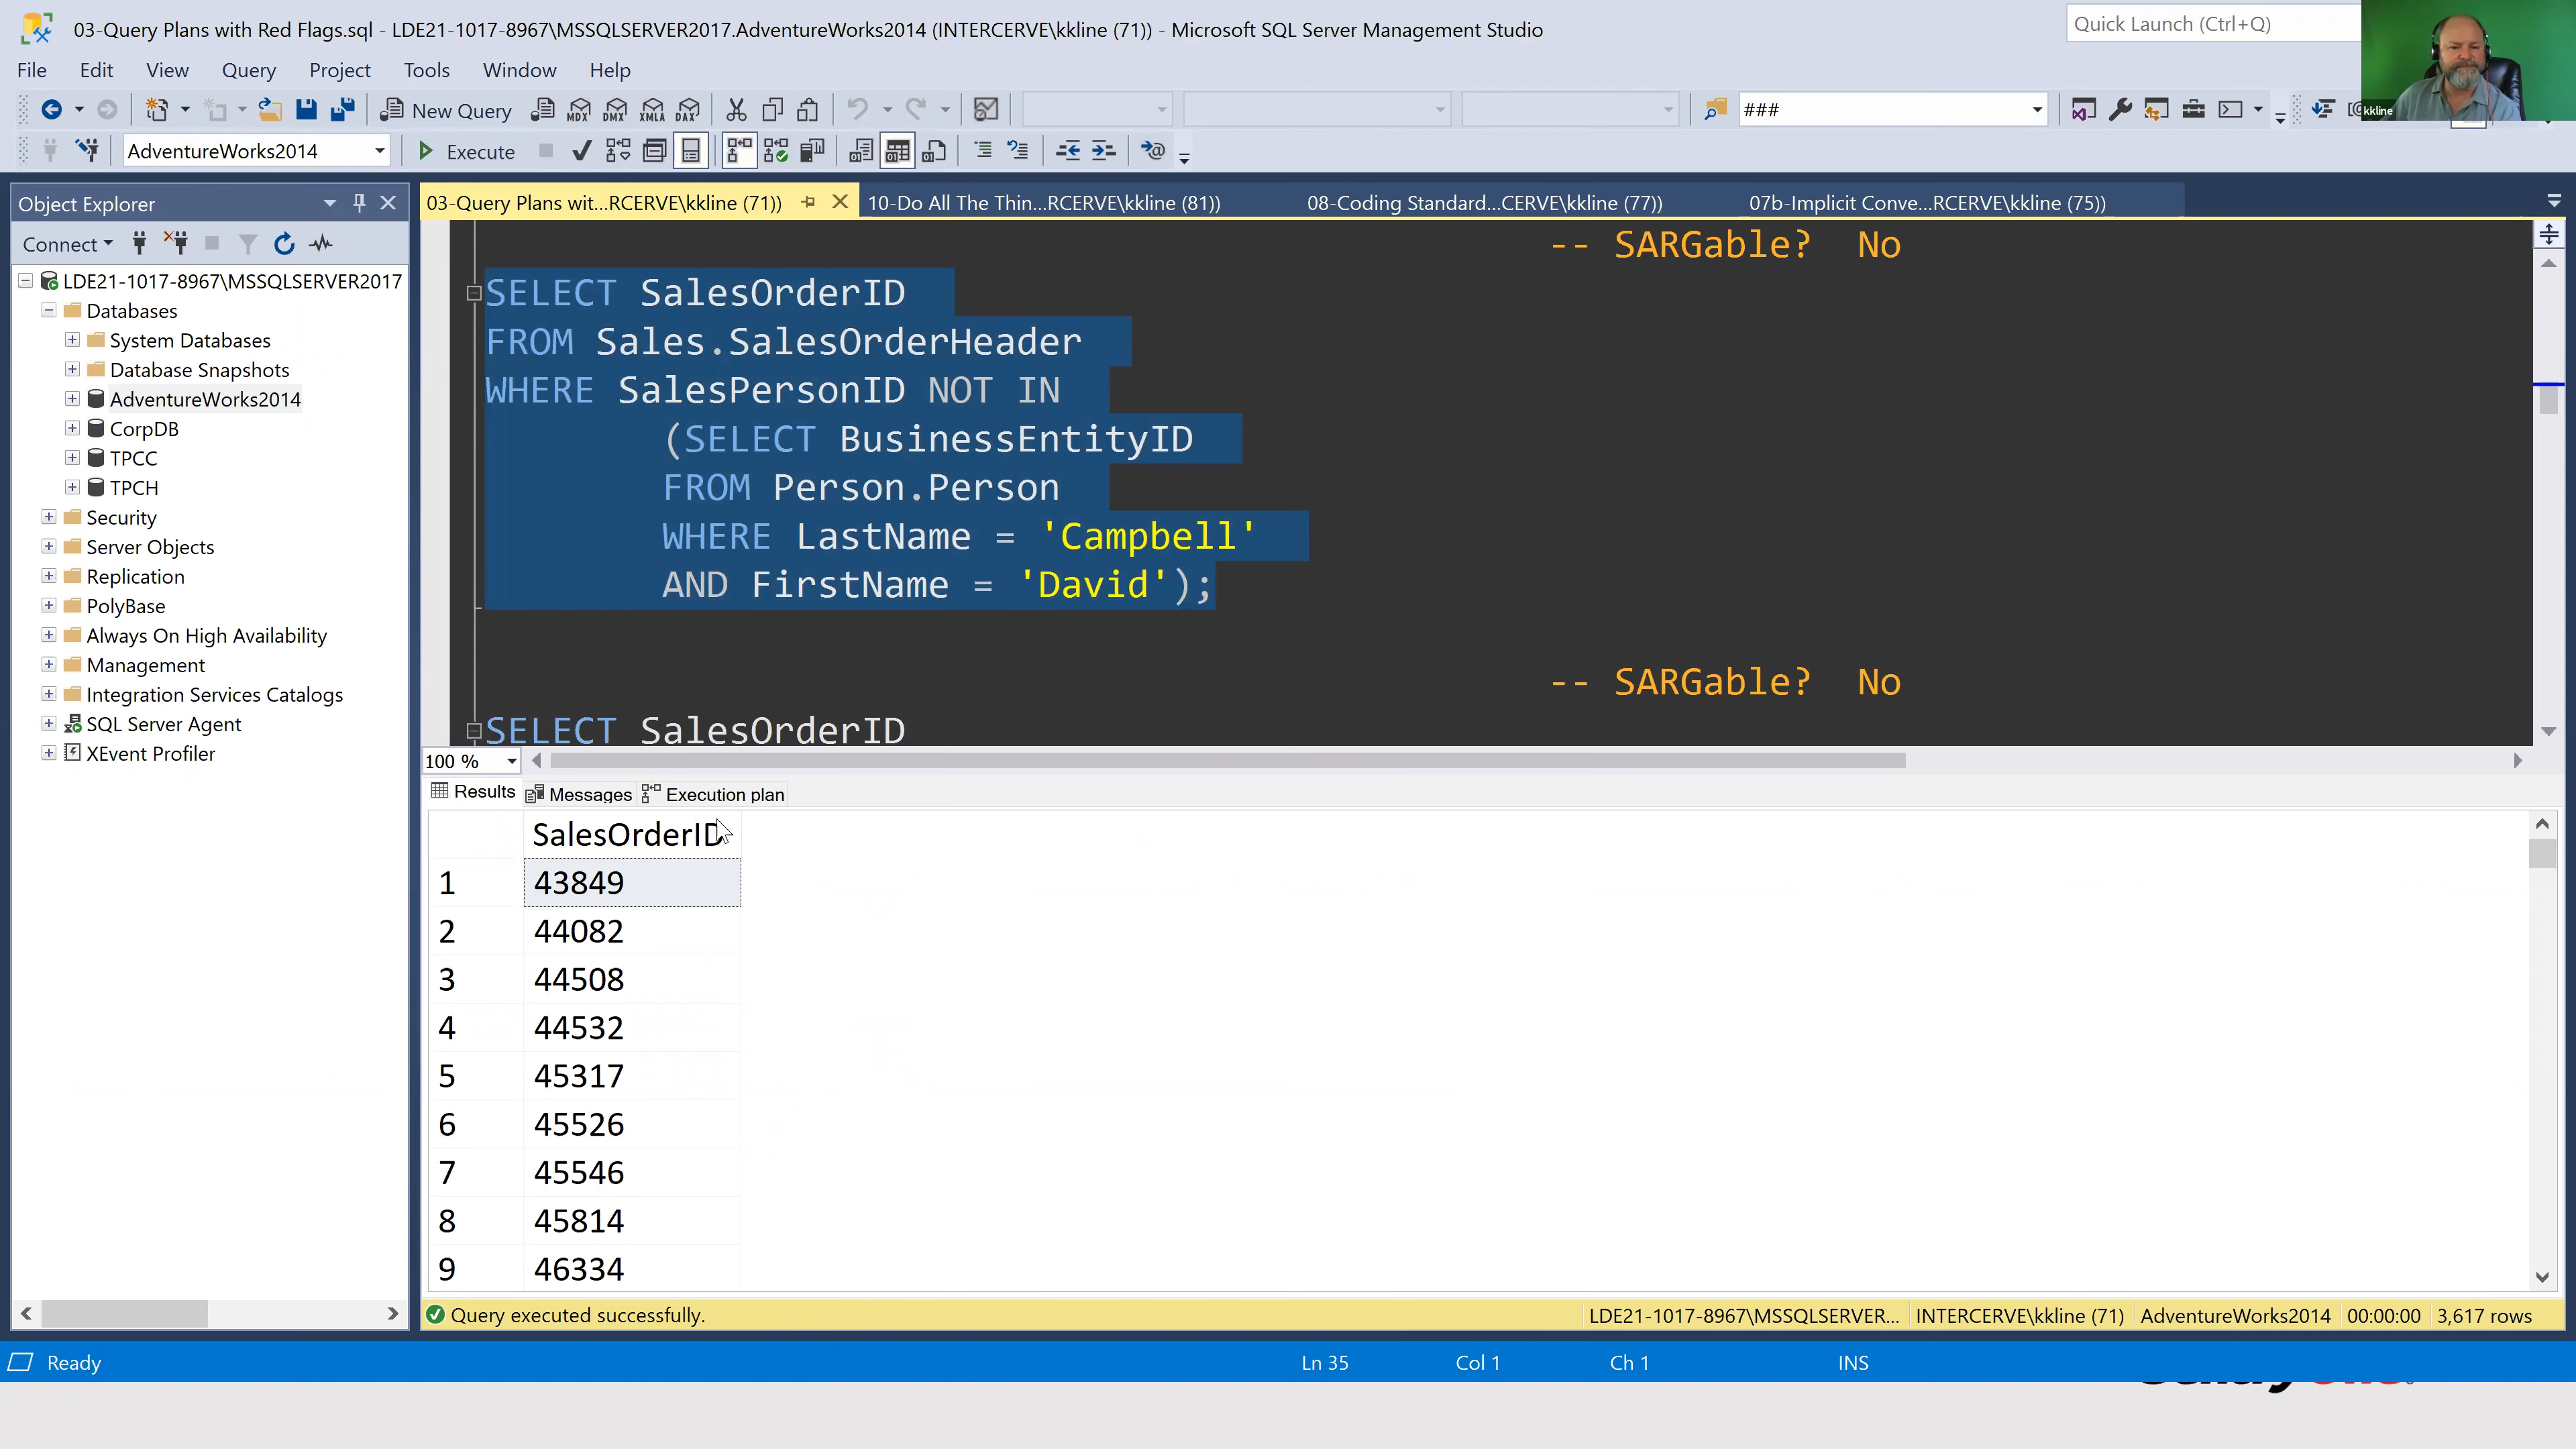 03-Query Plans with Red Flags.sql - LDE21-1017-8967\MSSQLSERVER2017.AdventureWorks2014 (INTERCERVE\kkline (71)) - Microsoft SQL Server Management Studio
Quick Launch (Ctrl+Q)
File Edit View Query Project Tools Window Help
New Query
MDX DMX XMLA DAX
###
kkline
AdventureWorks2014
Execute
Object Explorer
03-Query Plans wit...RCERVE\kkline (71))
10-Do All The Thin...RCERVE\kkline (81))
08-Coding Standard...CERVE\kkline (77))
07b-Implicit Conve...RCERVE\kkline (75))
Connect
LDE21-1017-8967\MSSQLSERVER2017
Databases
System Databases
Database Snapshots
AdventureWorks2014
CorpDB
TPCC
TPCH
Security
Server Objects
Replication
PolyBase
Always On High Availability
Management
Integration Services Catalogs
SQL Server Agent
XEvent Profiler
-- SARGable? No
SELECT SalesOrderID
FROM Sales.SalesOrderHeader
WHERE SalesPersonID NOT IN
(SELECT BusinessEntityID
FROM Person.Person
WHERE LastName = 'Campbell'
AND FirstName = 'David');
-- SARGable? No
SELECT SalesOrderID
100 %
Results Messages Execution plan
SalesOrderID
1 43849
2 44082
3 44508
4 44532
5 45317
6 45526
7 45546
8 45814
9 46334
Query executed successfully.
LDE21-1017-8967\MSSQLSERVER... INTERCERVE\kkline (71) AdventureWorks2014 00:00:00 3,617 rows
Ready
Ln 35 Col 1 Ch 1 INS